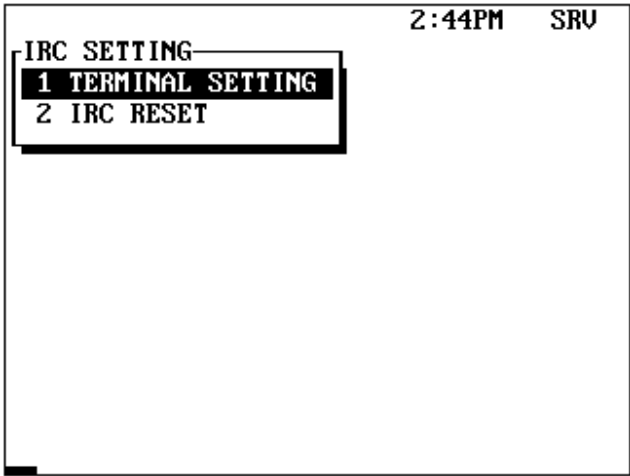 2:44PM SRV
IRC SETTING
1 TERMINAL SETTING
2 IRC RESET